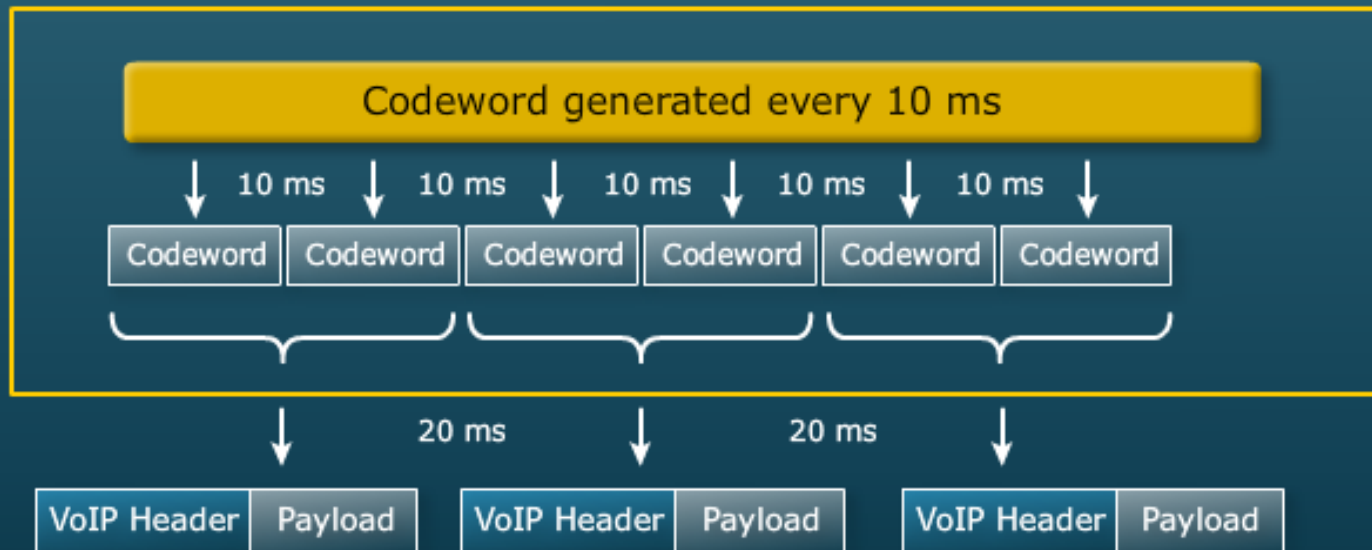 Codeword generated every 10 ms
10 ms 10 ms 10 ms 10 ms 10 ms
Codeword Codeword Codeword Codeword Codeword Codeword
20 ms 20 ms
VoIP Header Payload VoIP Header Payload VoIP Header Payload